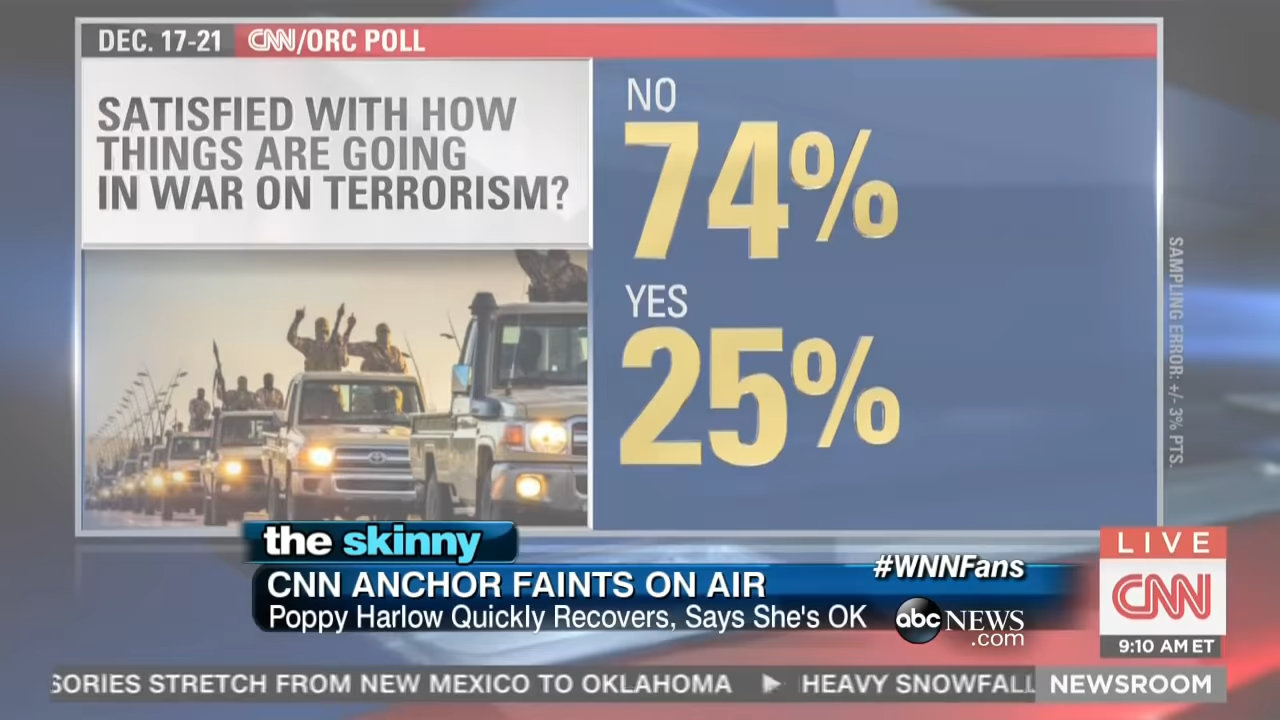 DEC. 17-21 CNN/ORC POLL
SATISFIED WITH HOW
THINGS ARE GOING
IN WAR ON TERRORISM?
NO
74%
YES
25%
SAMPLING ERROR: +/- 3% PTS.
the skinny
#WNNFans
CNN ANCHOR FAINTS ON AIR
Poppy Harlow Quickly Recovers, Says She's OK
abc NEWS
.com
LIVE
CNN
9:10 AM ET
SORIES STRETCH FROM NEW MEXICO TO OKLAHOMA ▶ HEAVY SNOWFALL
NEWSROOM